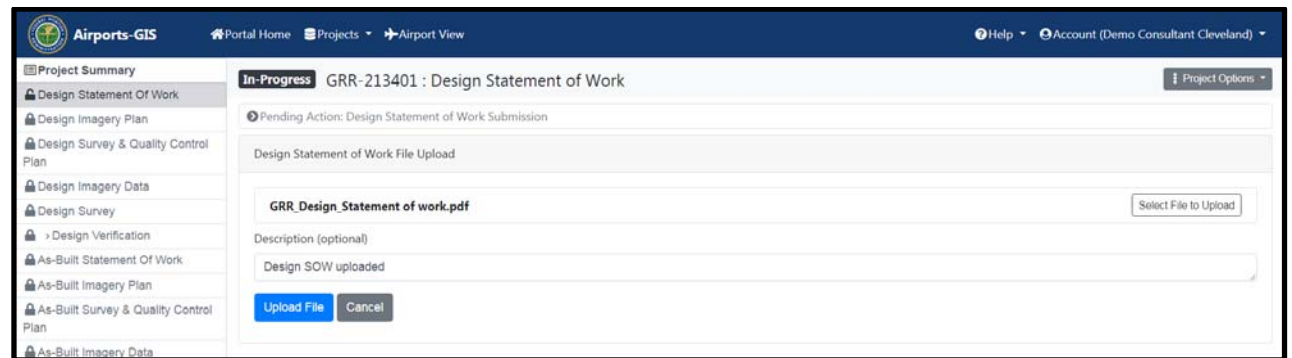 Airports-GIS
Portal Home Projects Airport View
Help Account (Demo Consultant Cleveland)
Project Summary
Design Statement Of Work
Design Imagery Plan
Design Survey & Quality Control
Plan
Design Imagery Data
Design Survey
> Design Verification
As-Built Statement Of Work
As-Built Imagery Plan
As-Built Survey & Quality Control
Plan
As-Built Imagery Data
In-Progress GRR-213401 : Design Statement of Work
Project Options
Pending Action: Design Statement of Work Submission
Design Statement of Work File Upload
GRR_Design_Statement of work.pdf
Select File to Upload
Description (optional)
Design SOW uploaded
Upload File Cancel